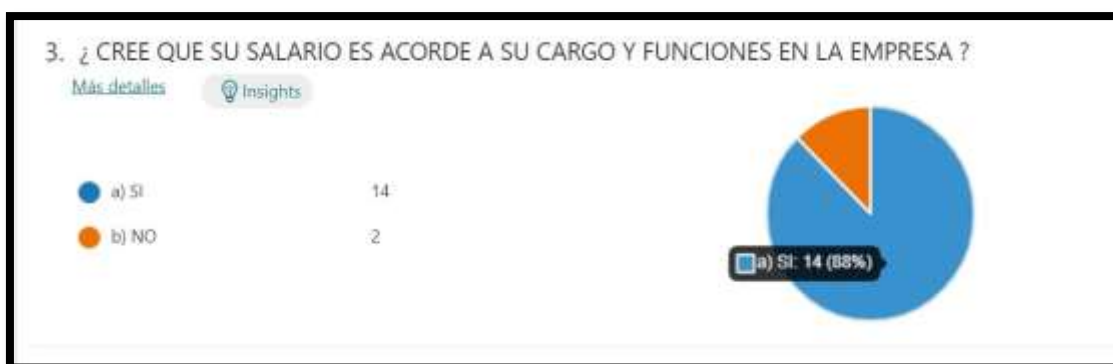 3. ¿ CREE QUE SU SALARIO ES ACORDE A SU CARGO Y FUNCIONES EN LA EMPRESA ?
Más detalles Insights
a) SI 14
b) NO 2
a) SI: 14 (88%)